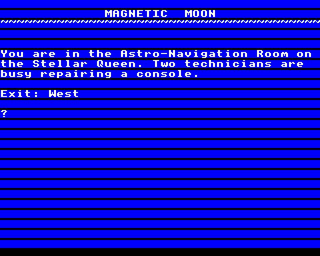 MAGNETIC MOON
You are in the Astro-Navigation Room on
the Stellar Queen. Two technicians are
busy repairing a console.
Exit: West
?